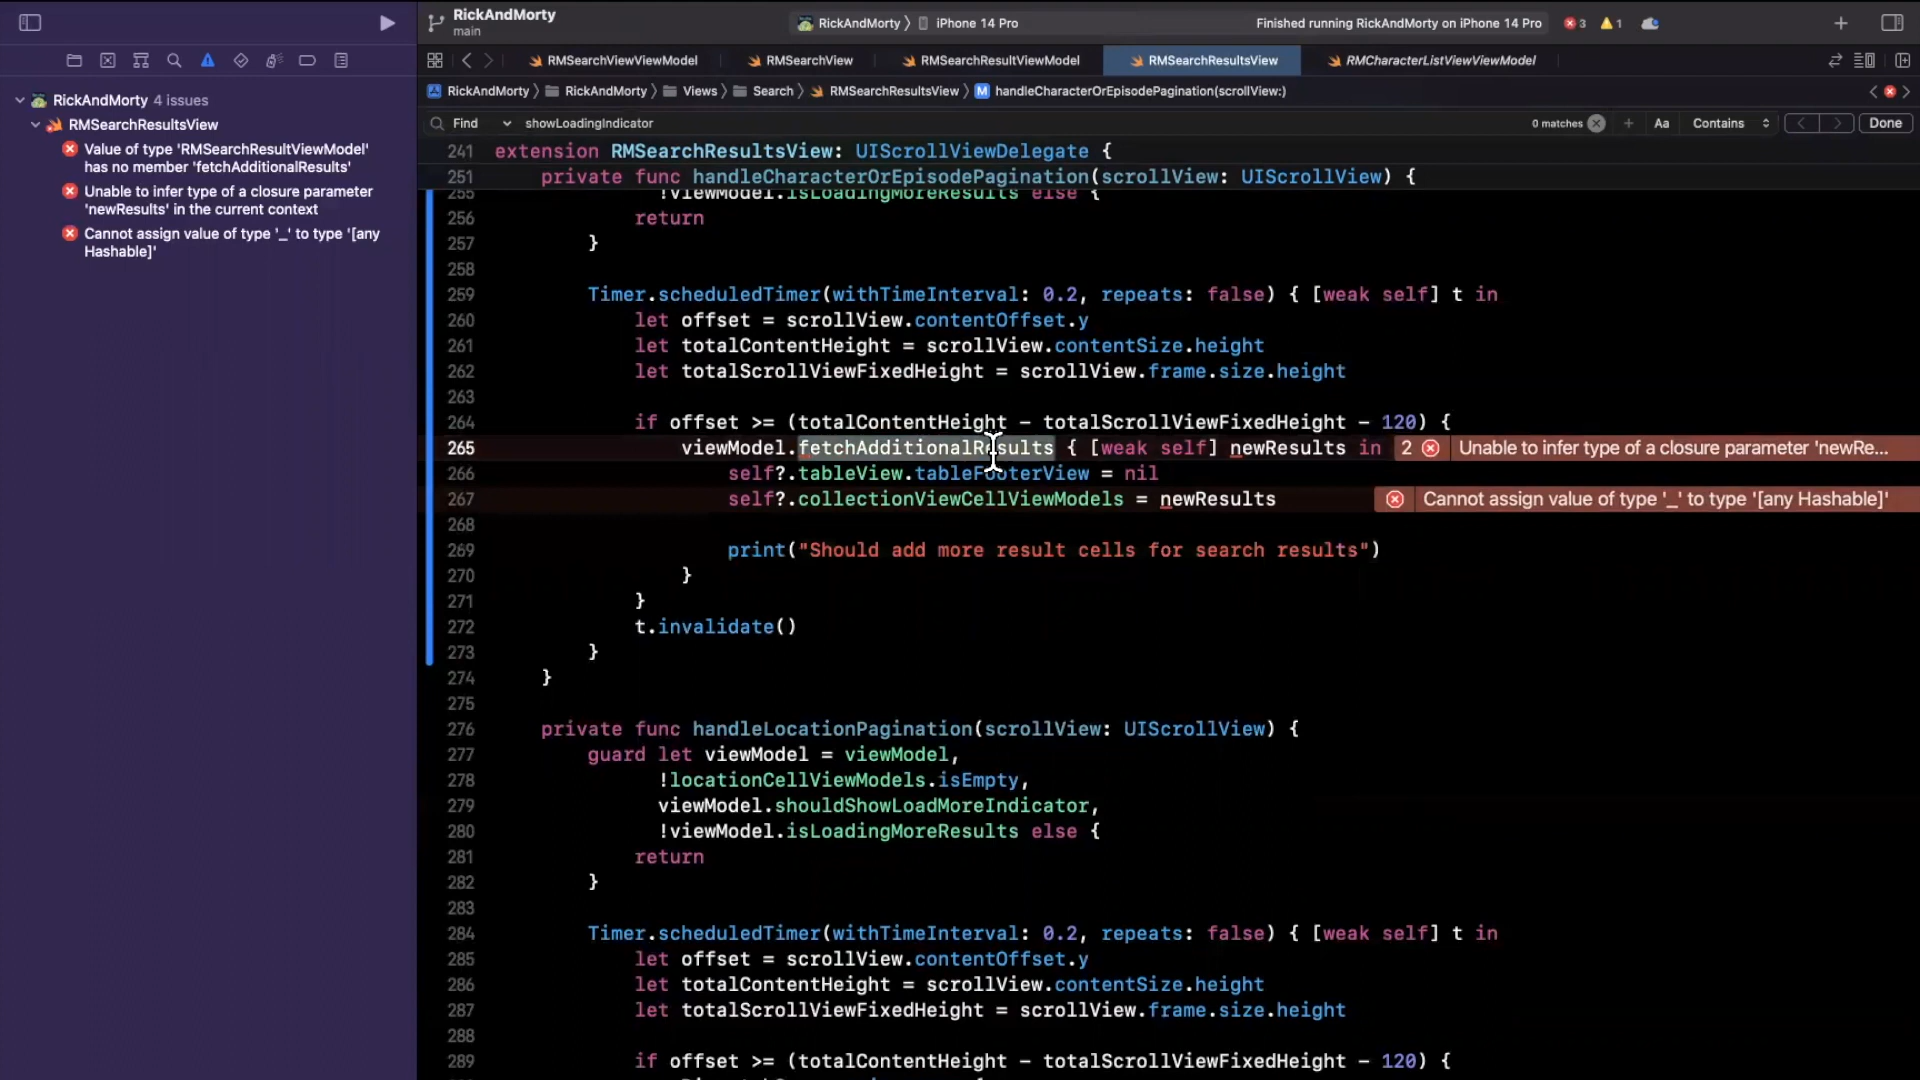 RickAndMorty
main
RickAndMorty
iPhone 14 Pro
Finished running RickAndMorty on iPhone 14 Pro
3
1
RMSearchViewViewModel
RMSearchView
RMSearchResultViewModel
RMSearchResultsView
RMCharacterListViewViewModel
RickAndMorty
RickAndMorty
Views
Search
RMSearchResultsView
M handleCharacterOrEpisodePagination(scrollView:)
Find
showLoadingIndicator
0 matches
Aa
Contains
Done
RickAndMorty 4 issues
RMSearchResultsView
Value of type 'RMSearchResultViewModel'
has no member 'fetchAdditionalResults'
Unable to infer type of a closure parameter
'newResults' in the current context
Cannot assign value of type '_' to type '[any
Hashable]'
241 extension RMSearchResultsView: UIScrollViewDelegate {
251 private func handleCharacterOrEpisodePagination(scrollView: UIScrollView) {
255 !viewModel.isLoadingMoreResults else {
256 return
257 }
258
259 Timer.scheduledTimer(withTimeInterval: 0.2, repeats: false) { [weak self] t in
260 let offset = scrollView.contentOffset.y
261 let totalContentHeight = scrollView.contentSize.height
262 let totalScrollViewFixedHeight = scrollView.frame.size.height
263
264 if offset >= (totalContentHeight - totalScrollViewFixedHeight - 120) {
265 viewModel.fetchAdditionalResults { [weak self] newResults in 2 Unable to infer type of a closure parameter 'newRe...
266 self?.tableView.tableFooterView = nil
267 self?.collectionViewCellViewModels = newResults Cannot assign value of type '_' to type '[any Hashable]'
268
269 print("Should add more result cells for search results")
270 }
271 }
272 t.invalidate()
273 }
274 }
275
276 private func handleLocationPagination(scrollView: UIScrollView) {
277 guard let viewModel = viewModel,
278 !locationCellViewModels.isEmpty,
279 viewModel.shouldShowLoadMoreIndicator,
280 !viewModel.isLoadingMoreResults else {
281 return
282 }
283
284 Timer.scheduledTimer(withTimeInterval: 0.2, repeats: false) { [weak self] t in
285 let offset = scrollView.contentOffset.y
286 let totalContentHeight = scrollView.contentSize.height
287 let totalScrollViewFixedHeight = scrollView.frame.size.height
288
289 if offset >= (totalContentHeight - totalScrollViewFixedHeight - 120) {